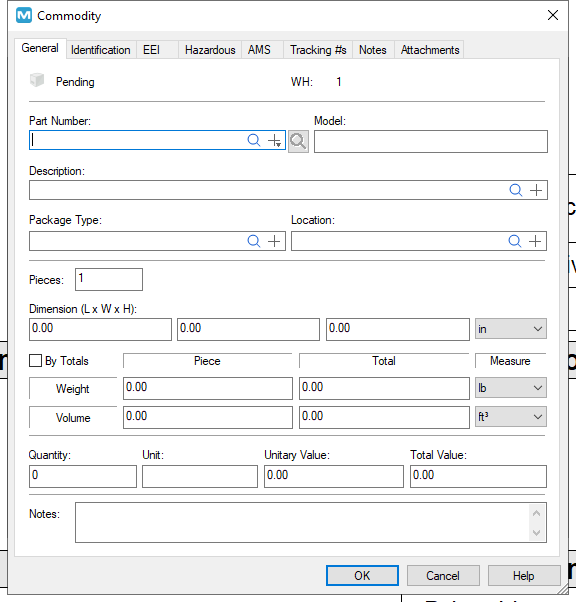 Commodity
General Identification EEI Hazardous AMS Tracking #s Notes Attachments
Pending WH: 1
Part Number: Model:
Description:
Package Type: Location:
Pieces: 1
Dimension (L x W x H):
0.00 0.00 0.00 in
By Totals Piece Total Measure
Weight 0.00 0.00 lb
Volume 0.00 0.00 ft³
Quantity: Unit: Unitary Value: Total Value:
0 0.00 0.00
Notes:
OK Cancel Help